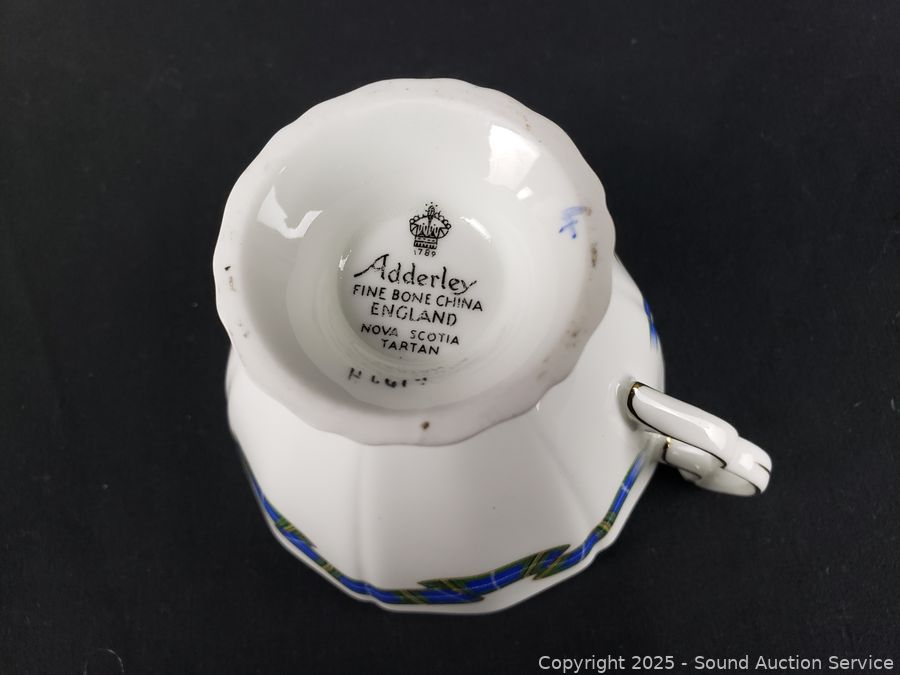 1789
Adderley
FINE BONE CHINA
ENGLAND
NOVA SCOTIA
TARTAN
Copyright © 2025 - Sound Auction Service